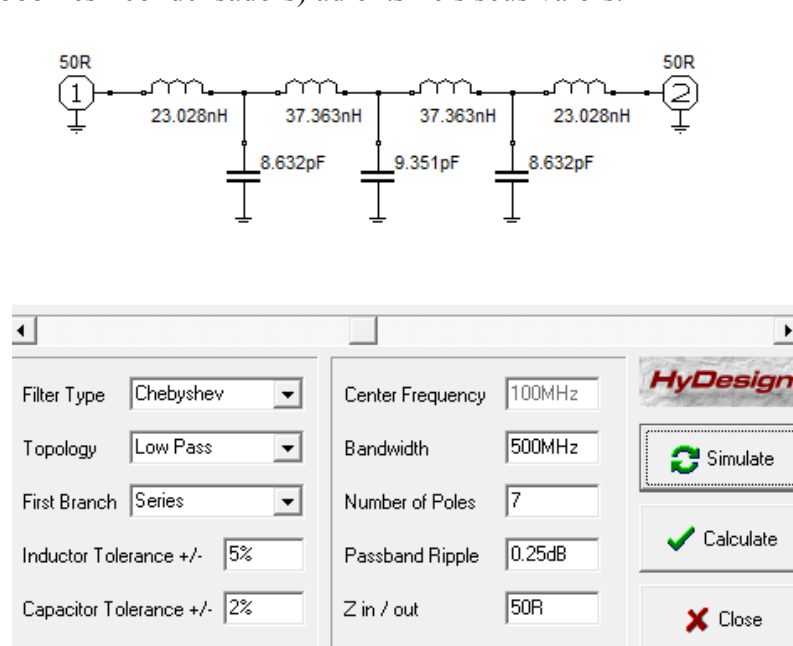 50R 50R
1 2
23.028nH 37.363nH 37.363nH 23.028nH
8.632pF 9.351pF 8.632pF
Filter Type Chebyshev
Topology Low Pass
First Branch Series
Inductor Tolerance +/- 5%
Capacitor Tolerance +/- 2%
Center Frequency 100MHz
Bandwidth 500MHz
Number of Poles 7
Passband Ripple 0.25dB
Z in / out 50R
HyDesign
Simulate
Calculate
Close